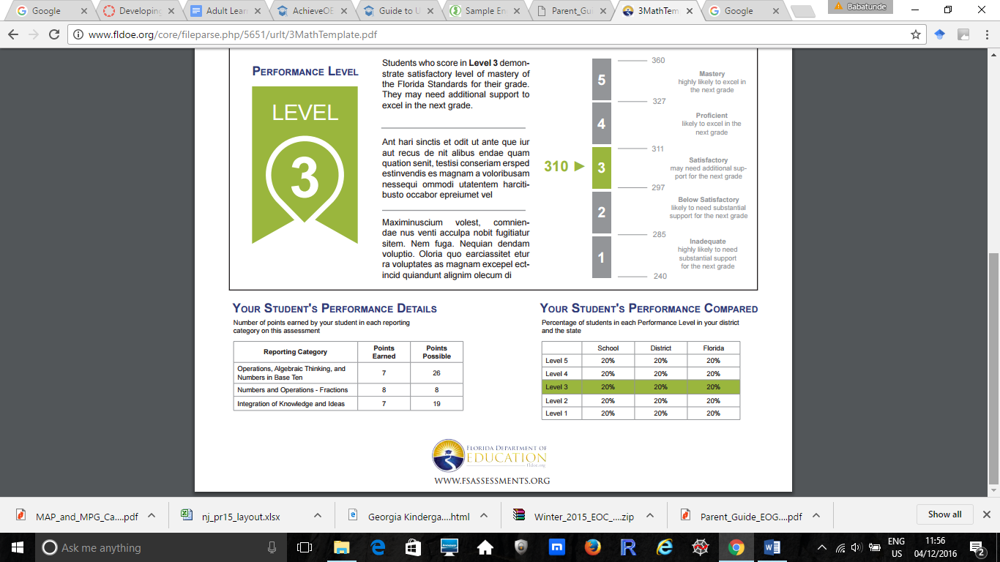 Google
Developing
Adult Lear
AchieveOE
Guide to U
Sample En
Parent_Gu
3MathTem
Google
Babatunde
www.fldoe.org/core/fileparse.php/5651/urlt/3MathTemplate.pdf
PERFORMANCE LEVEL
LEVEL
3
Students who score in Level 3 demon-
strate satisfactory level of mastery of
the Florida Standards for their grade.
They may need additional support to
excel in the next grade.
Ant hari sinctis et odit ut ante que iur
aut recus de nit alibus endae quam
quation senit, testisi conseriam ersped
estinvendis es magnam a voloribusam
nessequi ommodi utatentem harciti-
busto occabor epreiumet vel
Maximinuscium volest, comnien-
dae nus venti acculpa nobit fugitiatur
sitem. Nem fuga. Nequian dendam
voluptio. Oloria quo earciassitet etur
ra voluptates as magnam excepel ect-
incid quiandunt alignim olecum di
310
5
4
3
2
1
360
Mastery
highly likely to excel in
the next grade
327
Proficient
likely to excel in the
next grade
311
Satisfactory
may need additional sup-
port for the next grade
297
Below Satisfactory
likely to need substantial
support for the next grade
285
Inadequate
highly likely to need
substantial support
for the next grade
240
YOUR STUDENT'S PERFORMANCE DETAILS
Number of points earned by your student in each reporting
category on this assessment
Reporting Category Points Earned Points Possible
Operations, Algebraic Thinking, and
Numbers in Base Ten 7 26
Numbers and Operations - Fractions 8 8
Integration of Knowledge and Ideas 7 19
YOUR STUDENT'S PERFORMANCE COMPARED
Percentage of students in each Performance Level in your district
and the state
School District Florida
Level 5 20% 20% 20%
Level 4 20% 20% 20%
Level 3 20% 20% 20%
Level 2 20% 20% 20%
Level 1 20% 20% 20%
FLORIDA DEPARTMENT OF
EDUCATION
fldoe.org
WWW.FSASSESSMENTS.ORG
MAP_and_MPG_Ca....pdf
nj_pr15_layout.xlsx
Georgia Kinderga....html
Winter_2015_EOC_....zip
Parent_Guide_EOG....pdf
Show all
Ask me anything
ENG
US
11:56
04/12/2016
2